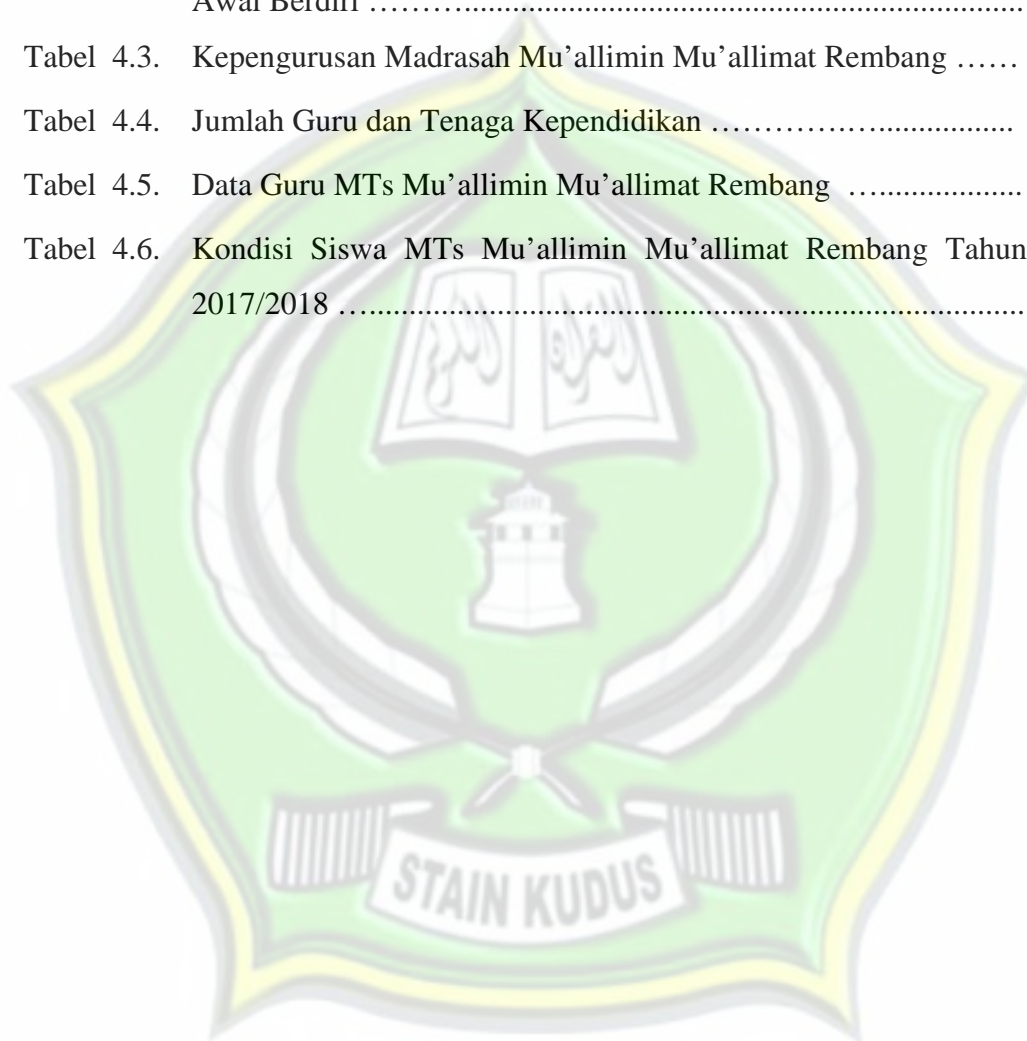 Awal Berdiri ………......................................................................
Tabel 4.3. Kepengurusan Madrasah Mu’allimin Mu’allimat Rembang ……
Tabel 4.4. Jumlah Guru dan Tenaga Kependidikan ………………................
Tabel 4.5. Data Guru MTs Mu’allimin Mu’allimat Rembang …..................
Tabel 4.6. Kondisi Siswa MTs Mu’allimin Mu’allimat Rembang Tahun
2017/2018 …..................................................................................
STAIN KUDUS